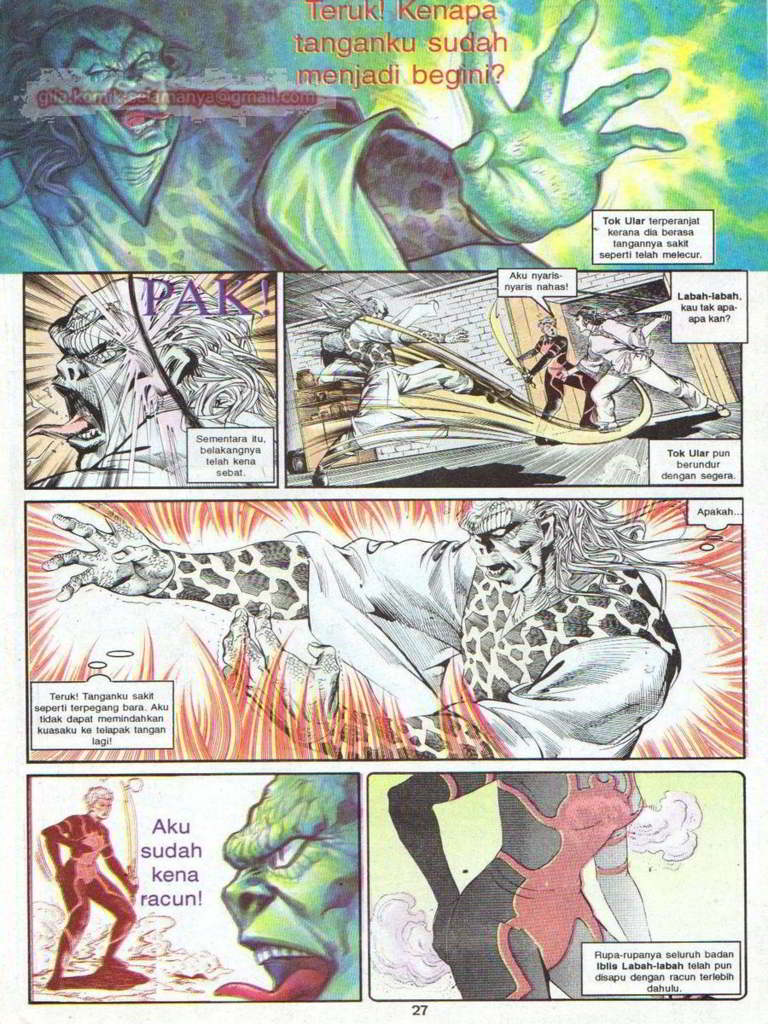 Teruk! Kenapa
tanganku sudah
menjadi begini?
gila.komikselamanya@gmail.com
Tok Ular terperanjat
kerana dia berasa
tangannya sakit
seperti telah melecur.
PAK!
Sementara itu,
belakangnya
telah kena
sebat.
Aku nyaris-
nyaris nahas!
Labah-labah,
kau tak apa-
apa kan?
Tok Ular pun
berundur
dengan segera.
Apakah...
Teruk! Tanganku sakit
seperti terpegang bara. Aku
tidak dapat memindahkan
kuasaku ke telapak tangan
lagi!
Aku
sudah
kena
racun!
Rupa-rupanya seluruh badan
Iblis Labah-labah telah pun
disapu dengan racun terlebih
dahulu.
27